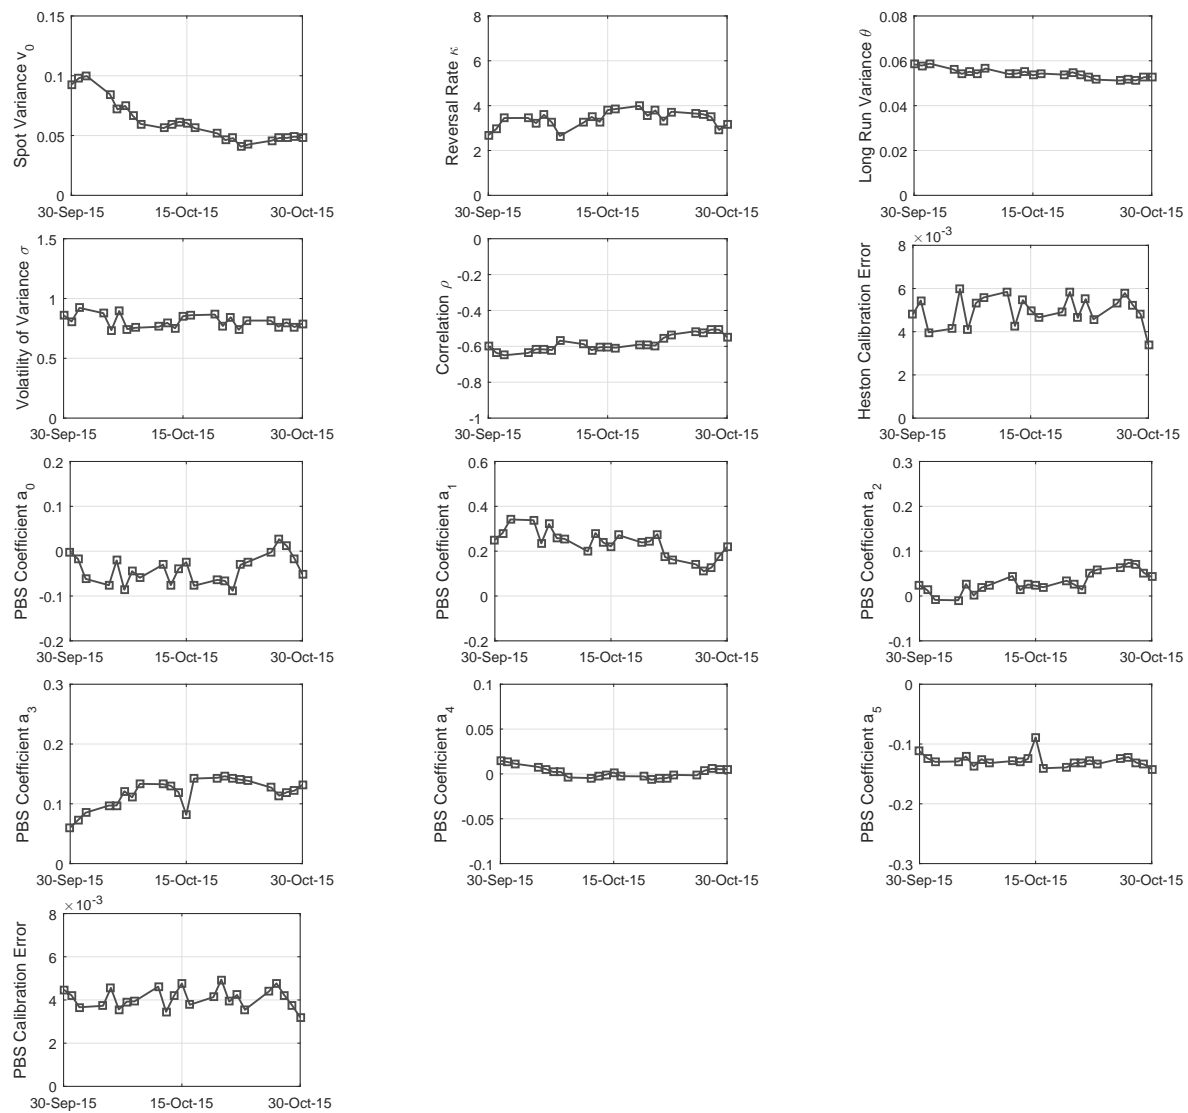 Spot Variance v0
0.15
0.1
0.05
0
30-Sep-15 15-Oct-15 30-Oct-15
Reversal Rate κ
8
6
4
2
0
30-Sep-15 15-Oct-15 30-Oct-15
Long Run Variance θ
0.08
0.06
0.04
0.02
0
30-Sep-15 15-Oct-15 30-Oct-15
Volatility of Variance σ
1.5
1
0.5
0
30-Sep-15 15-Oct-15 30-Oct-15
Correlation ρ
0
-0.2
-0.4
-0.6
-0.8
-1
30-Sep-15 15-Oct-15 30-Oct-15
Heston Calibration Error
×10-3
8
6
4
2
0
30-Sep-15 15-Oct-15 30-Oct-15
PBS Coefficient a0
0.2
0.1
0
-0.1
-0.2
30-Sep-15 15-Oct-15 30-Oct-15
PBS Coefficient a1
0.6
0.4
0.2
0
-0.2
30-Sep-15 15-Oct-15 30-Oct-15
PBS Coefficient a2
0.3
0.2
0.1
0
-0.1
30-Sep-15 15-Oct-15 30-Oct-15
PBS Coefficient a3
0.3
0.2
0.1
0
30-Sep-15 15-Oct-15 30-Oct-15
PBS Coefficient a4
0.1
0.05
0
-0.05
-0.1
30-Sep-15 15-Oct-15 30-Oct-15
PBS Coefficient a5
0
-0.1
-0.2
-0.3
30-Sep-15 15-Oct-15 30-Oct-15
PBS Calibration Error
×10-3
8
6
4
2
0
30-Sep-15 15-Oct-15 30-Oct-15